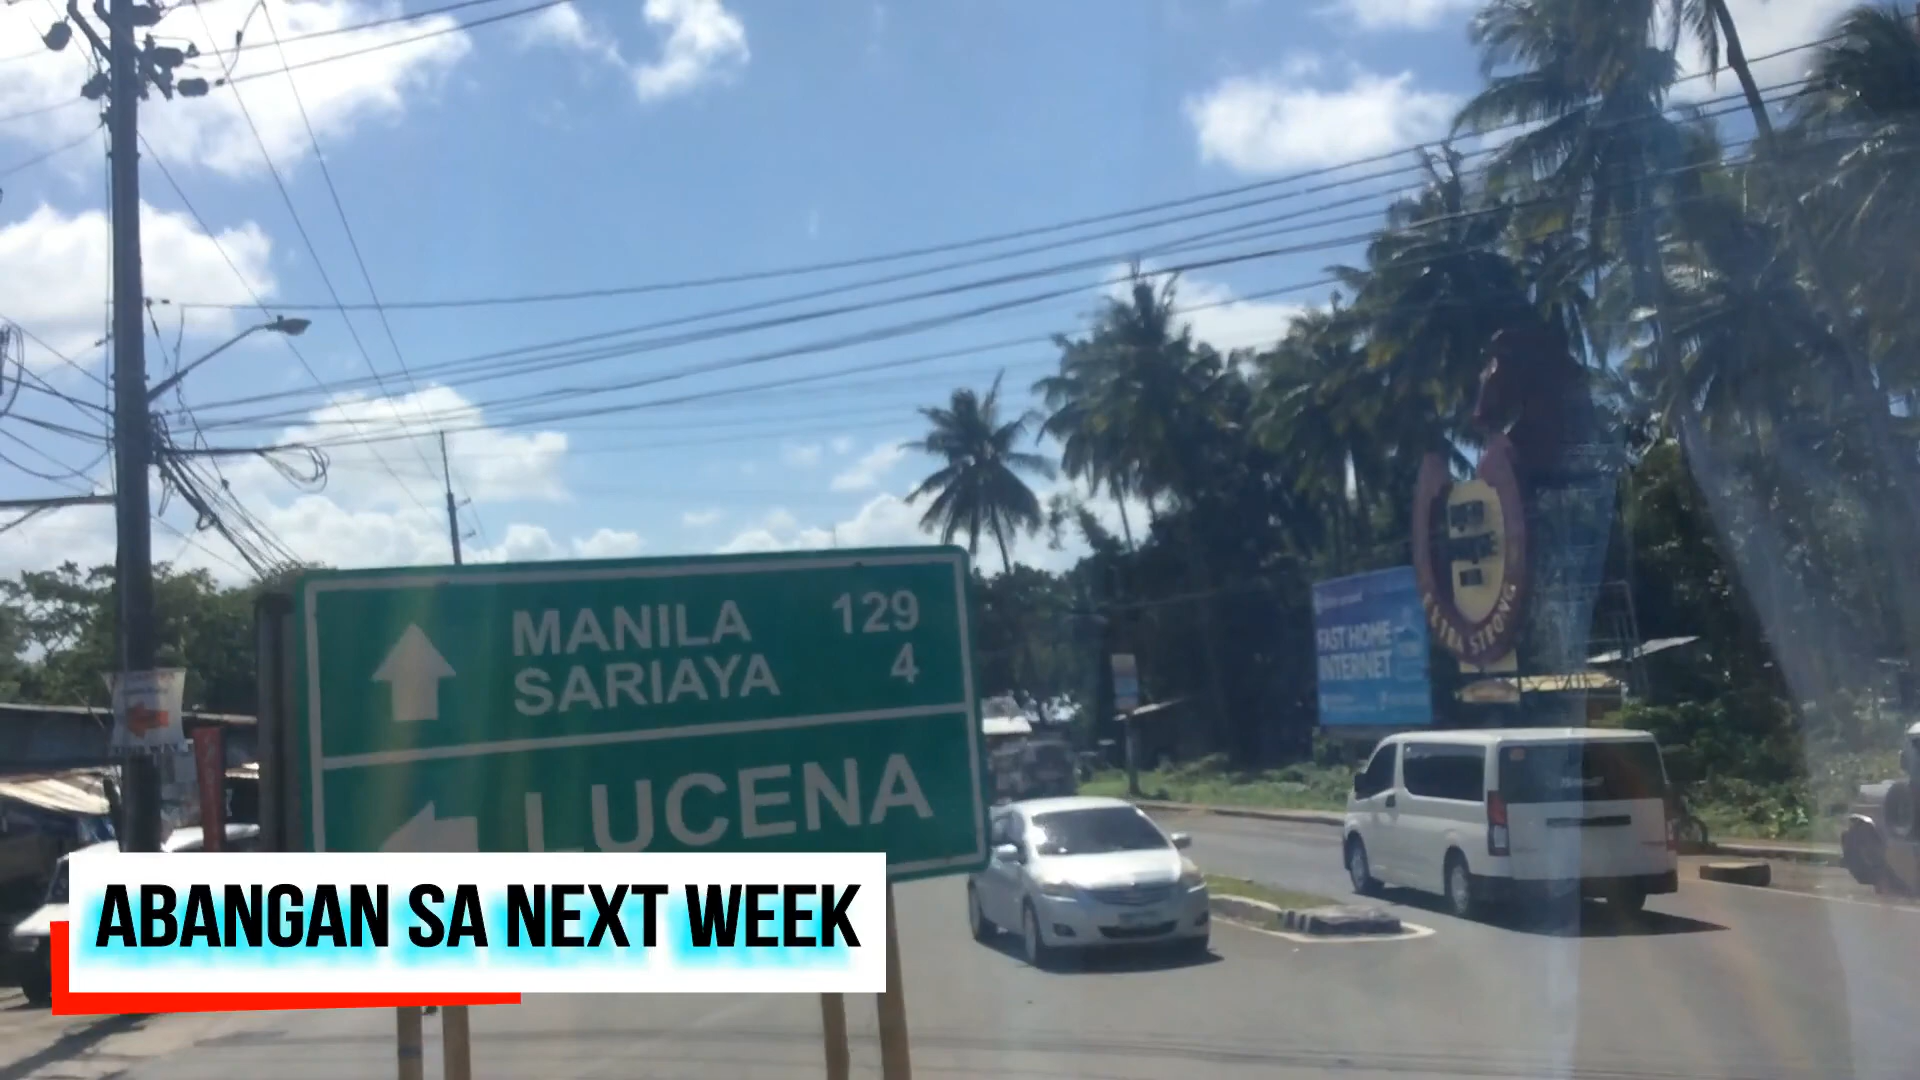 MANILA 129
SARIAYA 4
LUCENA
FAST HOME
INTERNET
EXTRA STRONG
ABANGAN SA NEXT WEEK